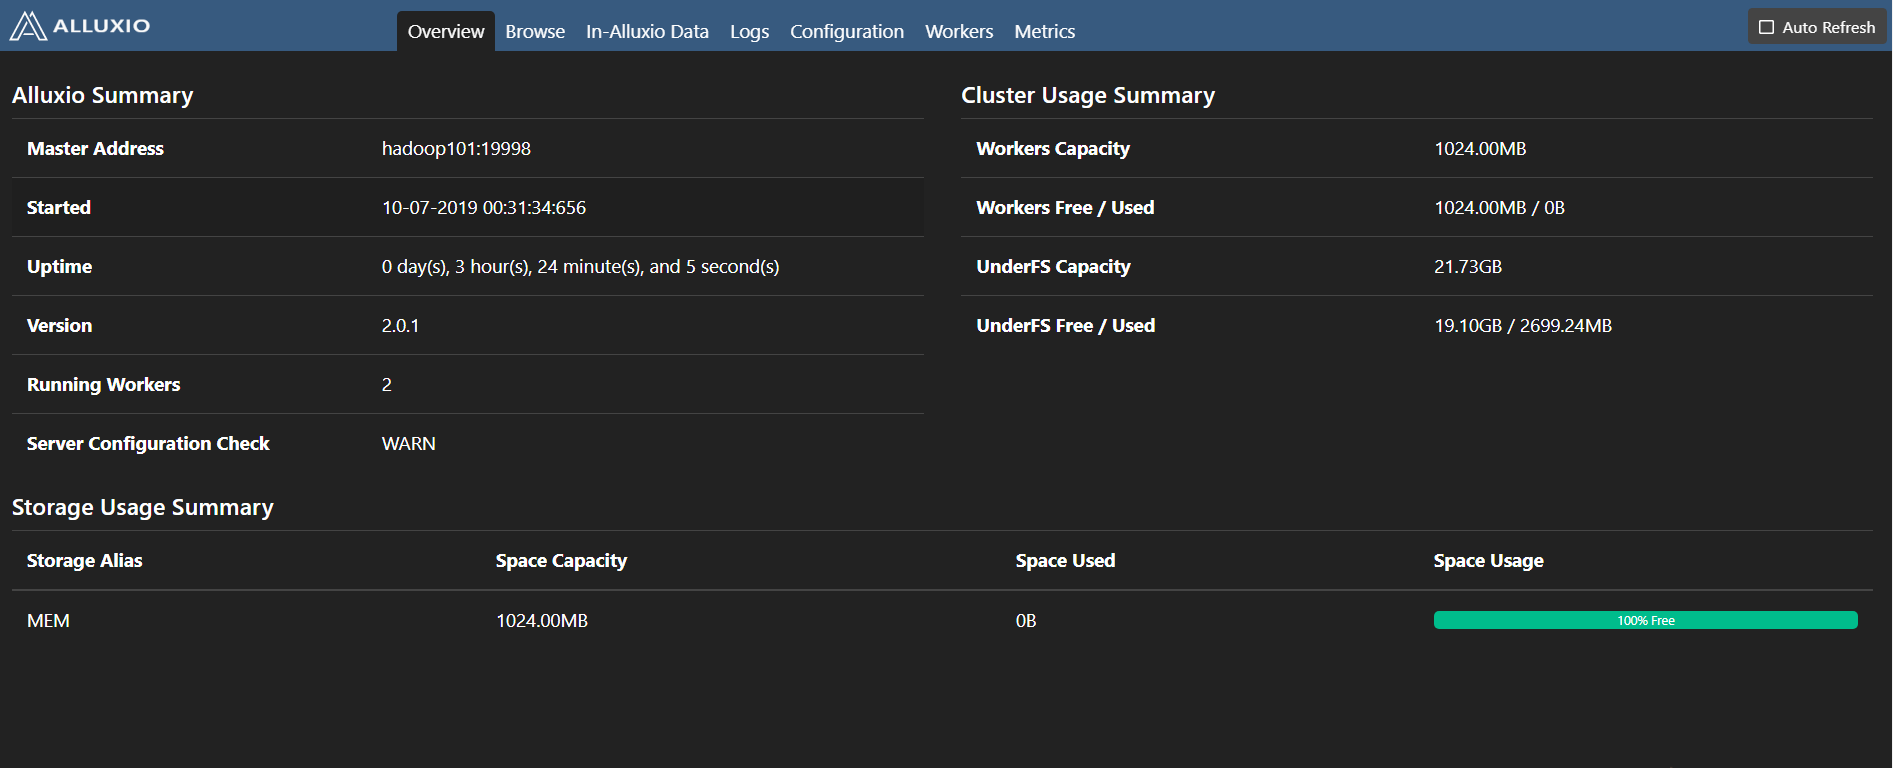 ALLUXIO
Overview Browse In-Alluxio Data Logs Configuration Workers Metrics
Auto Refresh
Alluxio Summary
Master Address hadoop101:19998
Started 10-07-2019 00:31:34:656
Uptime 0 day(s), 3 hour(s), 24 minute(s), and 5 second(s)
Version 2.0.1
Running Workers 2
Server Configuration Check WARN
Cluster Usage Summary
Workers Capacity 1024.00MB
Workers Free / Used 1024.00MB / 0B
UnderFS Capacity 21.73GB
UnderFS Free / Used 19.10GB / 2699.24MB
Storage Usage Summary
Storage Alias Space Capacity Space Used Space Usage
MEM 1024.00MB 0B 100% Free